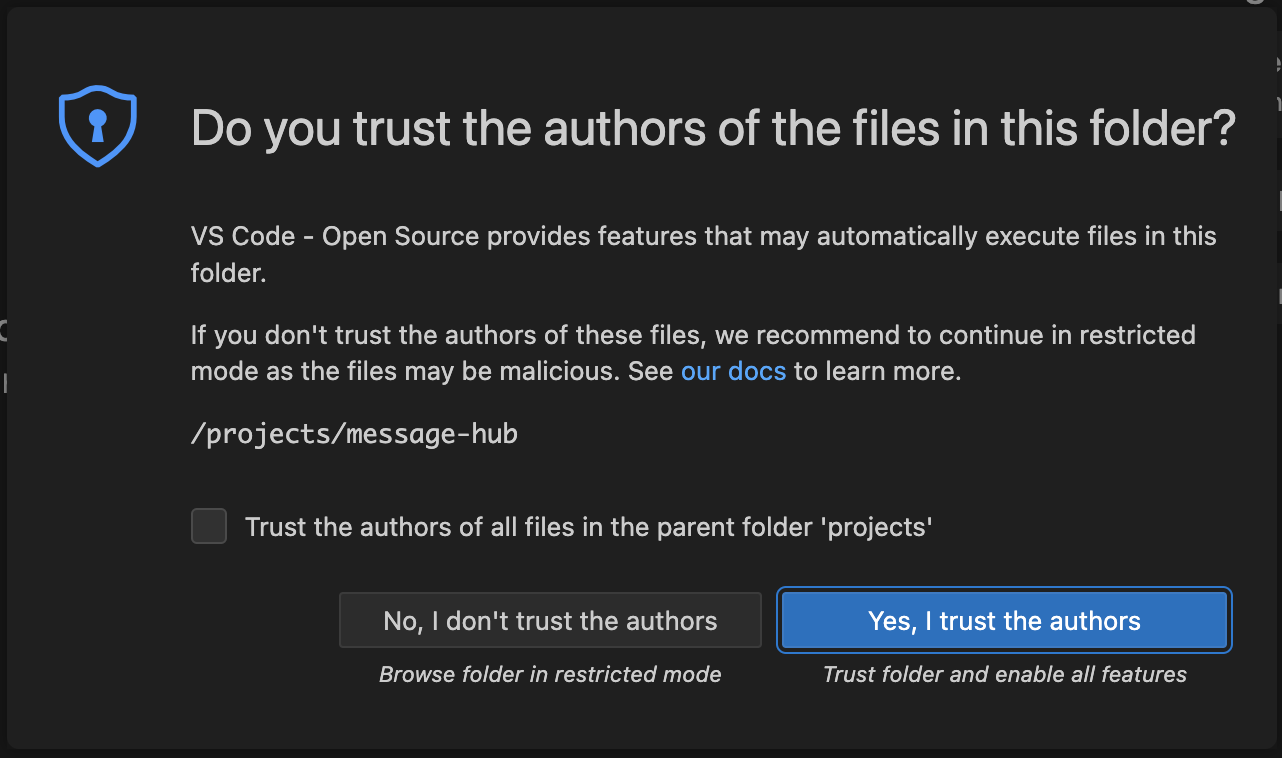 Do you trust the authors of the files in this folder?
VS Code - Open Source provides features that may automatically execute files in this
folder.
If you don't trust the authors of these files, we recommend to continue in restricted
mode as the files may be malicious. See our docs to learn more.
/projects/message-hub
Trust the authors of all files in the parent folder 'projects'
No, I don't trust the authors
Yes, I trust the authors
Browse folder in restricted mode
Trust folder and enable all features